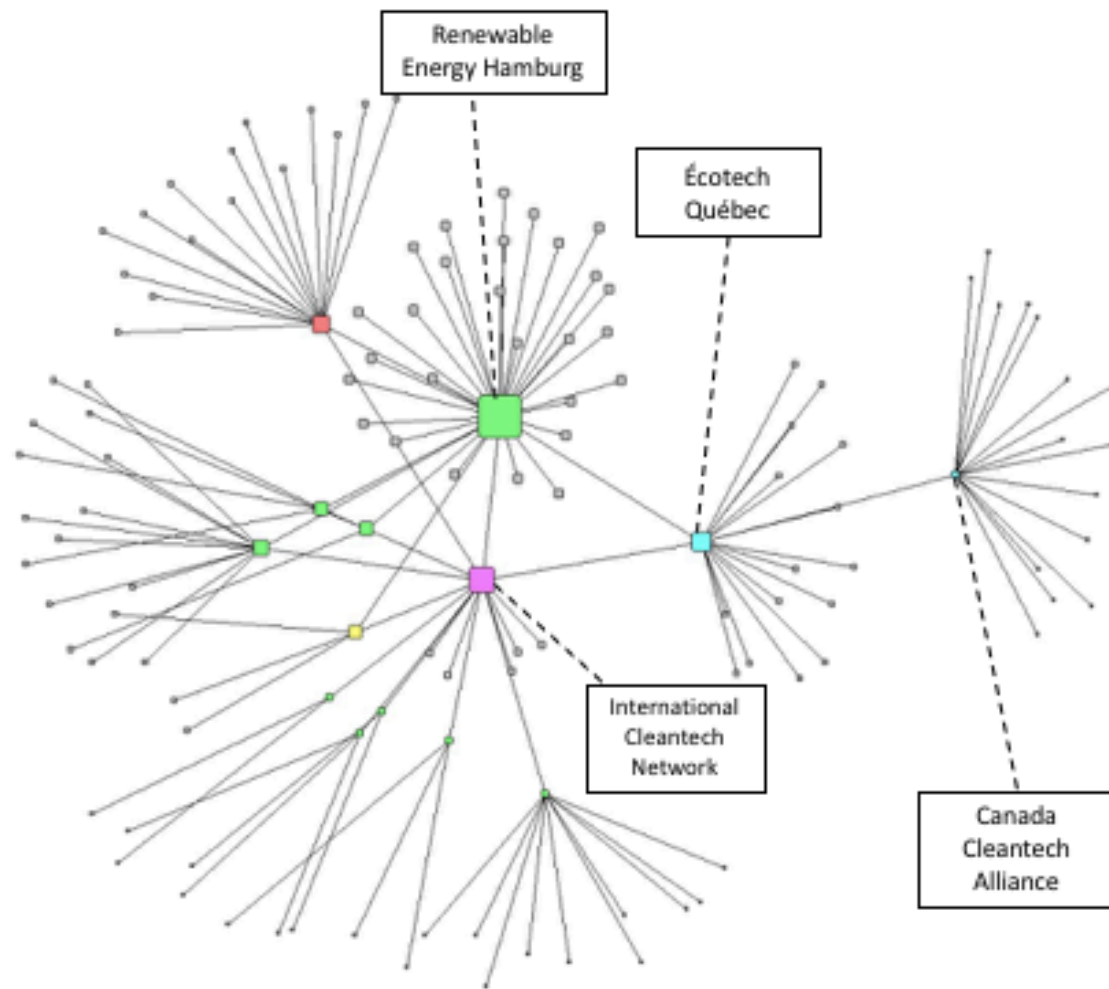 Renewable
Energy Hamburg
Écotech
Québec
International
Cleantech
Network
Canada
Cleantech
Alliance